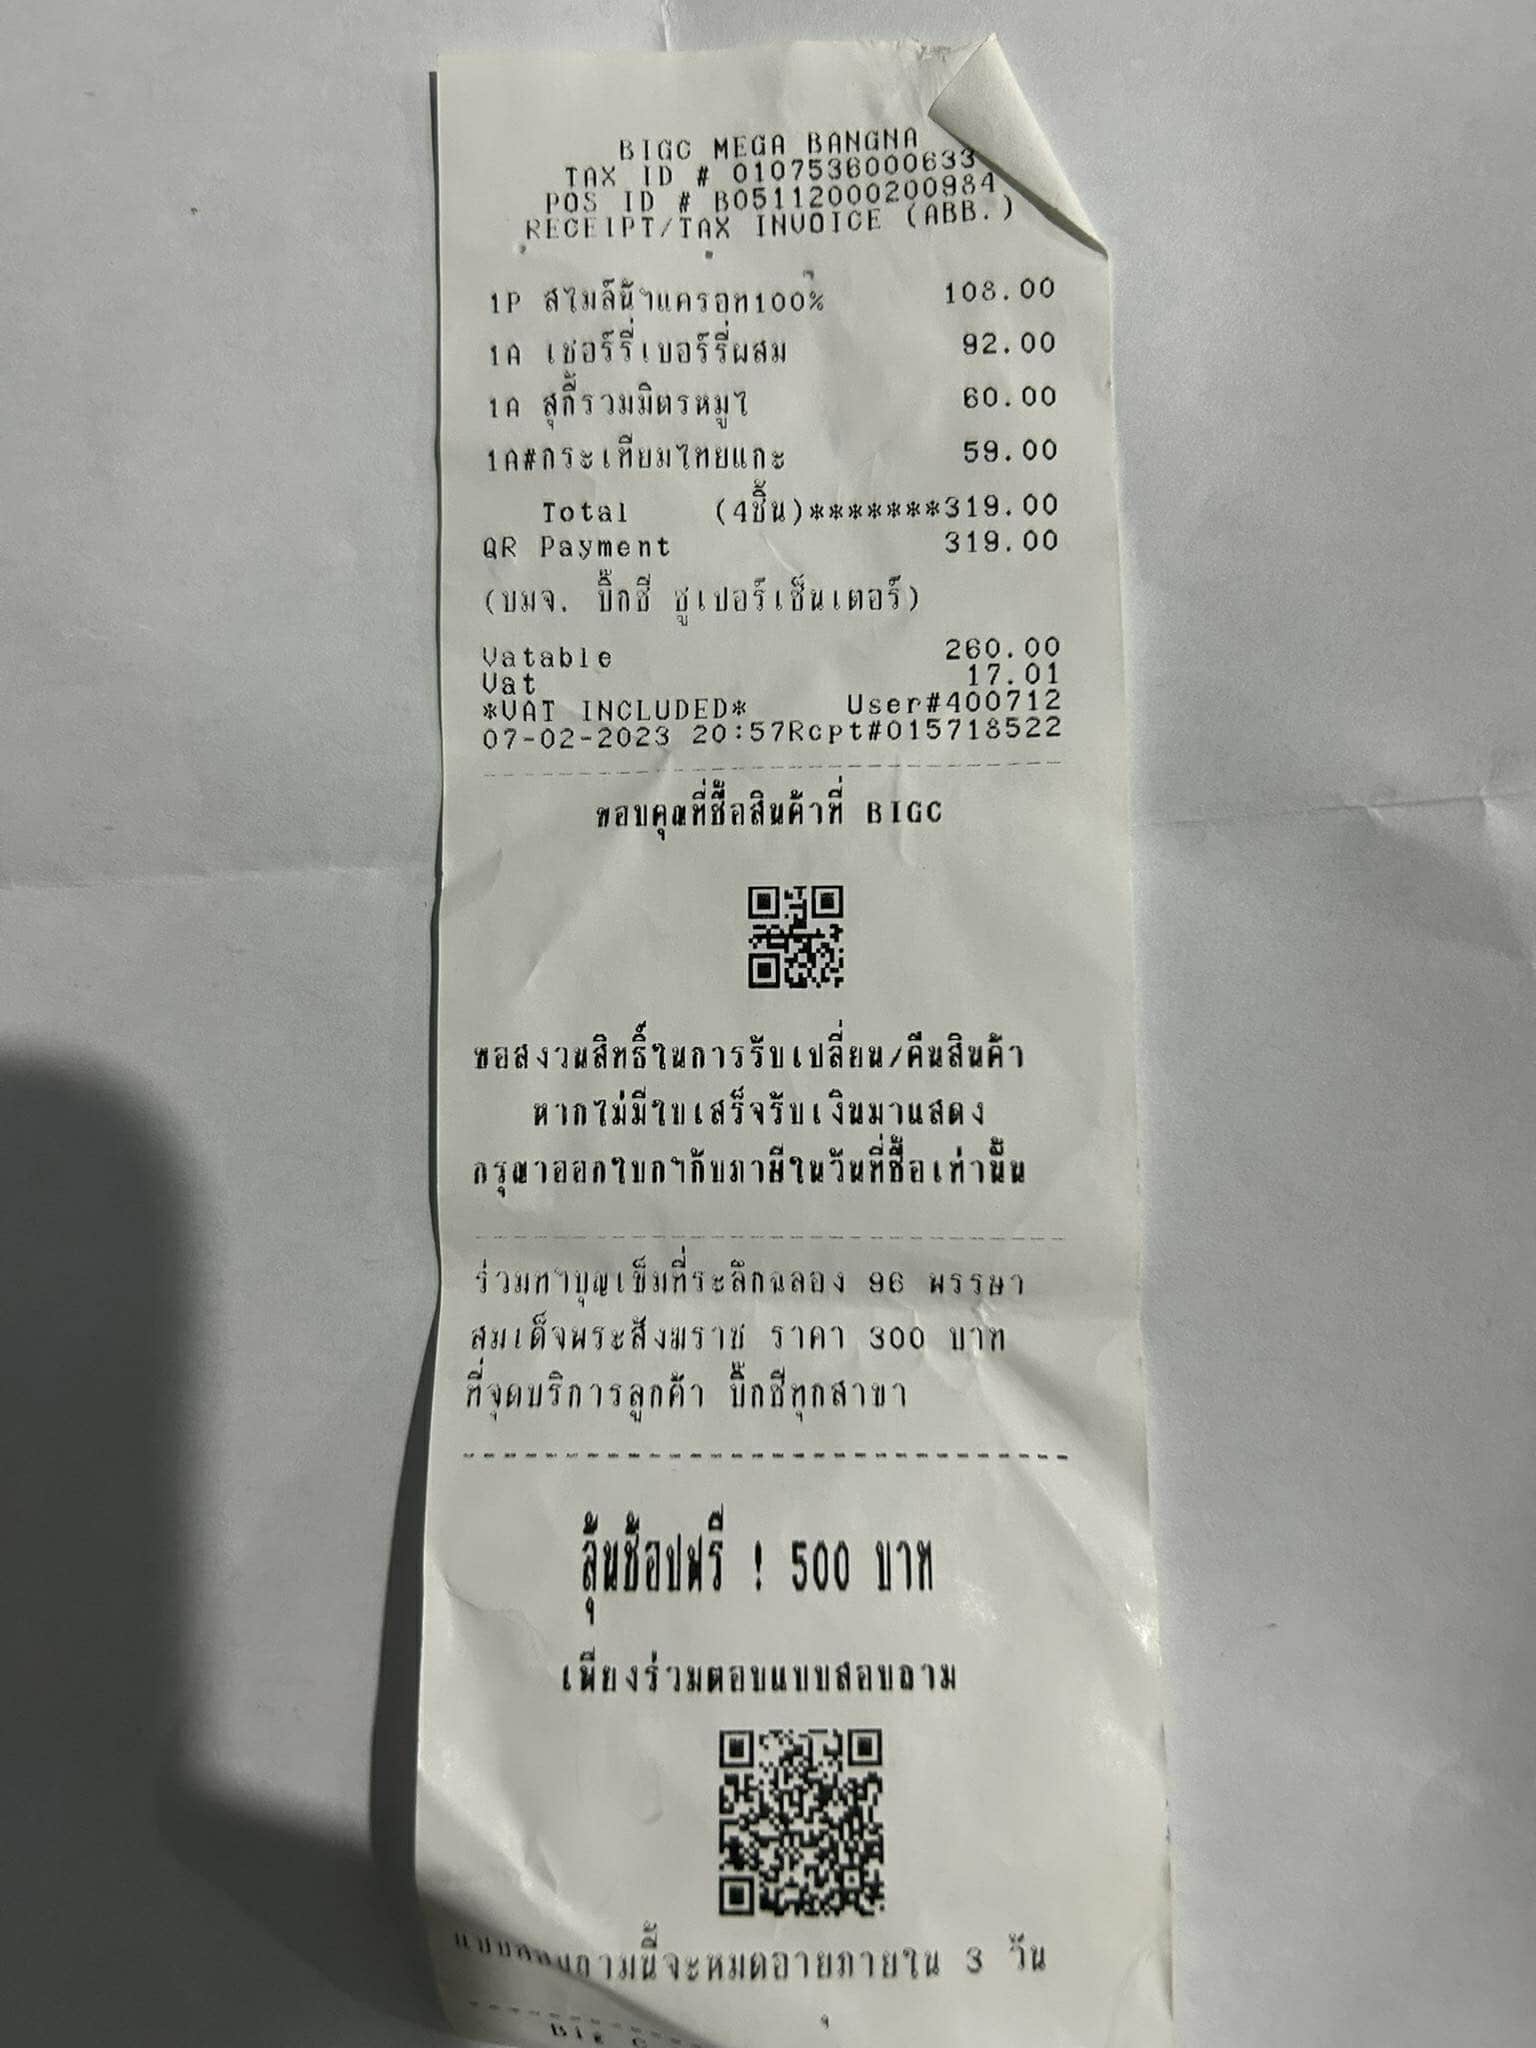 BIGC MEGA BANGNA
TAX ID # 0107536000633
POS ID # B05112000200984
RECEIPT/TAX INVOICE (ABB.)
1P สไมล์น้ำแครอท100% 108.00
1A เชอร์รี่เบอร์รี่ผสม 92.00
1A สุกี้รวมมิตรหมูใ 60.00
1A#กระเทียมไทยแกะ 59.00
Total (4ชิ้น)*******319.00
QR Payment 319.00
(บมจ. บิ๊กซี ซูเปอร์เซ็นเตอร์)
Vatable 260.00
Vat 17.01
*VAT INCLUDED* User#400712
07-02-2023 20:57Rcpt#015718522
ขอบคุณที่ซื้อสินค้าที่ BIGC
ขอสงวนสิทธิ์ในการรับเปลี่ยน/คืนสินค้า
หากไม่มีใบเสร็จรับเงินมาแสดง
กรุณาออกใบกำกับภาษีในวันที่ซื้อเท่านั้น
ร่วมทำบุญเข็มที่ระลึกฉลอง 96 พรรษา
สมเด็จพระสังฆราช ราคา 300 บาท
ที่จุดบริการลูกค้า บิ๊กซีทุกสาขา
ลุ้นช้อปฟรี ! 500 บาท
เพียงร่วมตอบแบบสอบถาม
แบบสอบถามนี้จะหมดอายุภายใน 3 วัน
Big C